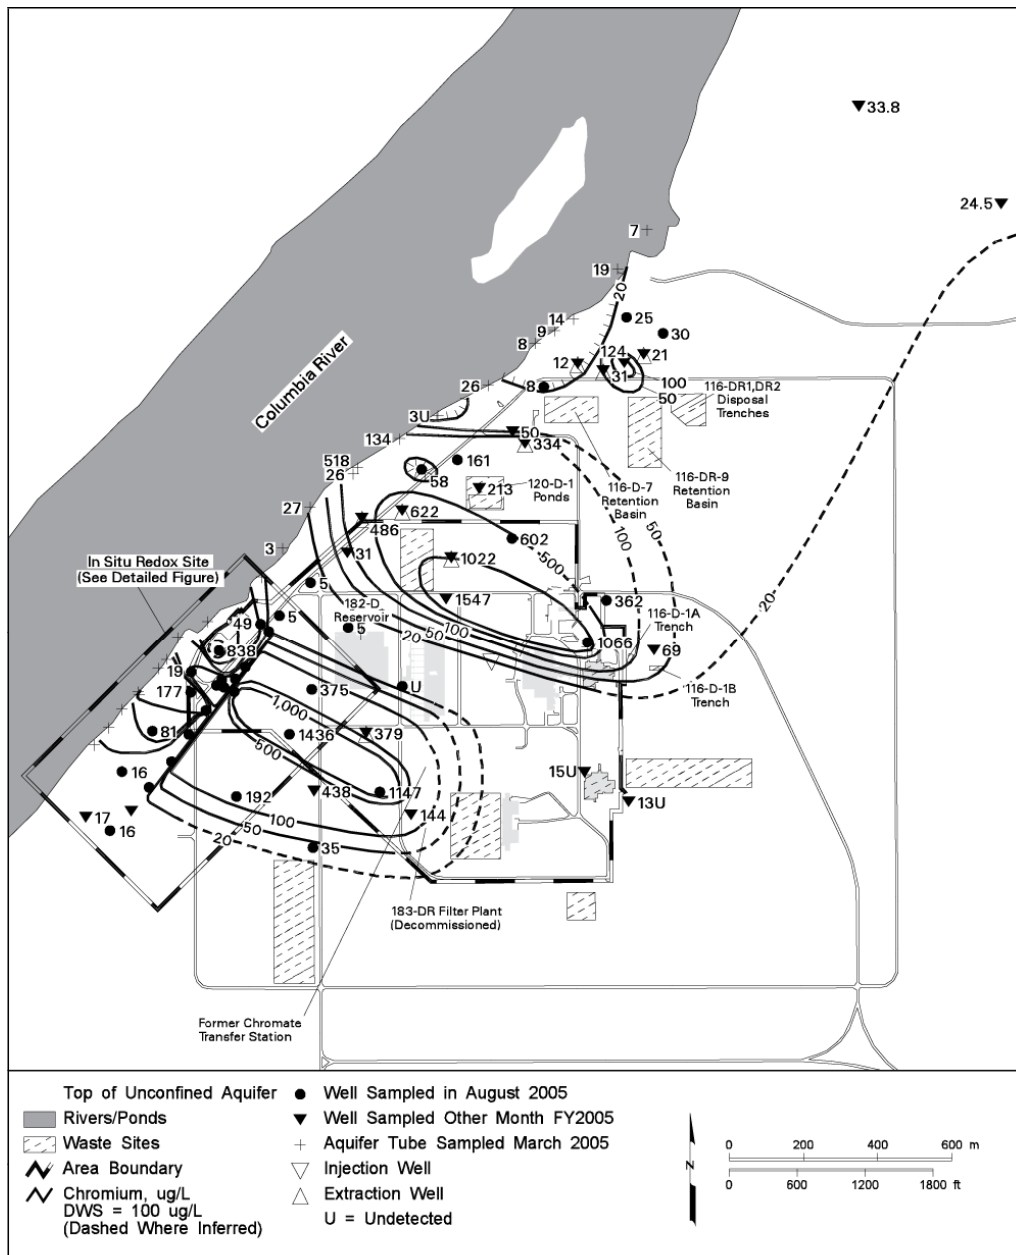 33.8
24.5
7
19
20
25
30
14
9
8
12
124
21
31
100
50
116-DR1,DR2
Disposal
Trenches
8
26
3U
Columbia River
134
50
334
116-D-7
Retention
Basin
116-DR-9
Retention
Basin
518
26
58
161
120-D-1
Ponds
213
27
622
486
602
500
100
50
3
31
1022
In Situ Redox Site
(See Detailed Figure)
5
1547
362
20
182-D
Reservoir
5
5
20
50
100
1066
116-D-1A
Trench
69
49
838
116-D-1B
Trench
19
177
375
U
1,000
81
1436
379
500
16
15U
13U
192
438
1147
144
17
16
100
50
20
35
183-DR Filter Plant
(Decommissioned)
Former Chromate
Transfer Station
Top of Unconfined Aquifer
Rivers/Ponds
Waste Sites
Area Boundary
Chromium, ug/L
DWS = 100 ug/L
(Dashed Where Inferred)
Well Sampled in August 2005
Well Sampled Other Month FY2005
Aquifer Tube Sampled March 2005
Injection Well
Extraction Well
U = Undetected
N
0 200 400 600 m
0 600 1200 1800 ft